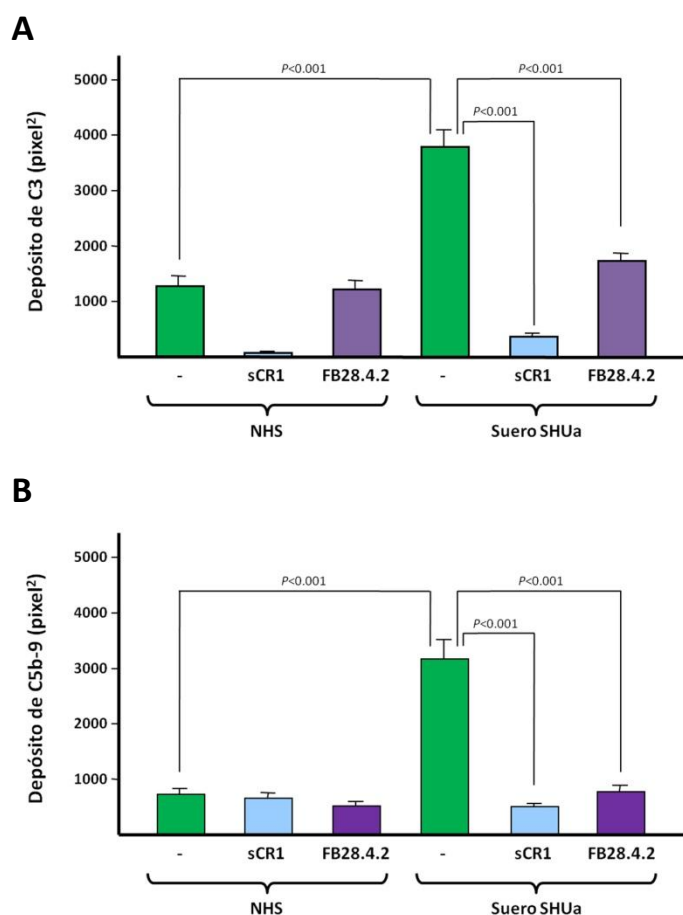 A
Depósito de C3 (pixel²)
5000
4000
3000
2000
1000
P<0.001
P<0.001
P<0.001
- sCR1 FB28.4.2 - sCR1 FB28.4.2
NHS Suero SHUa
B
Depósito de C5b-9 (pixel²)
5000
4000
3000
2000
1000
P<0.001
P<0.001
P<0.001
- sCR1 FB28.4.2 - sCR1 FB28.4.2
NHS Suero SHUa